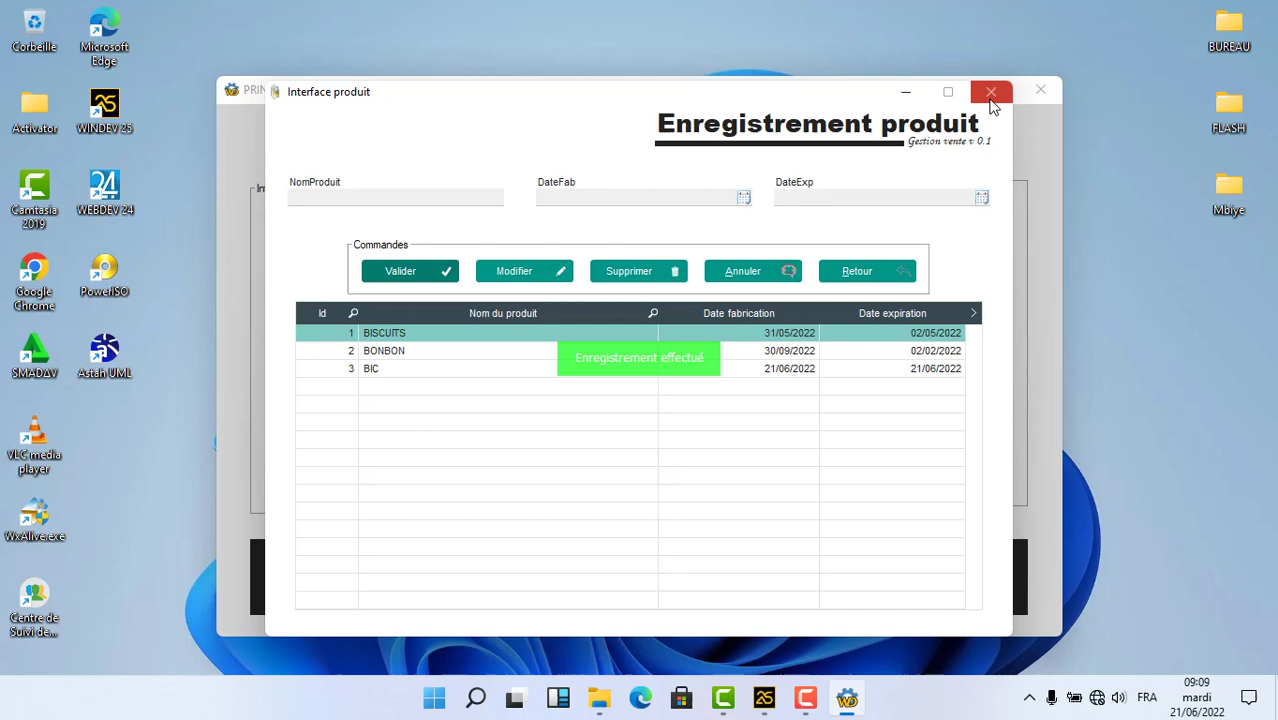 Corbeille
Microsoft
Edge
Activator
WINDEV 25
Camtasia
2019
WEBDEV 24
Google
Chrome
PowerISO
SMADΔV
Astah UML
VLC media
player
WxAlive.exe
Centre de
Suivi de...
BUREAU
FLASH
Mbiye
Interface produit
Enregistrement produit
Gestion vente v 0.1
NomProduit
DateFab
DateExp
Commandes
Valider
Modifier
Supprimer
Annuler
Retour
Id
Nom du produit
Date fabrication
Date expiration
1 BISCUITS 31/05/2022 02/05/2022
2 BONBON 30/09/2022 02/02/2022
3 BIC 21/06/2022 21/06/2022
Enregistrement effectué
FRA
09:09
mardi
21/06/2022